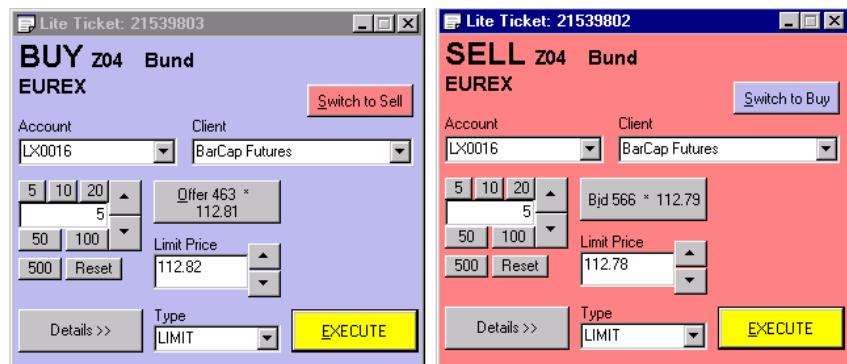 Lite Ticket: 21539803
BUY Z04 Bund
EUREX
Switch to Sell
Account Client
LX0016 BarCap Futures
5 10 20
Offer 463 *
112.81
5
50 100
Limit Price
500 Reset
112.82
Details >>
Type
LIMIT
EXECUTE
Lite Ticket: 21539802
SELL Z04 Bund
EUREX
Switch to Buy
Account Client
LX0016 BarCap Futures
5 10 20
Bid 566 * 112.79
5
50 100
Limit Price
500 Reset
112.78
Details >>
Type
LIMIT
EXECUTE